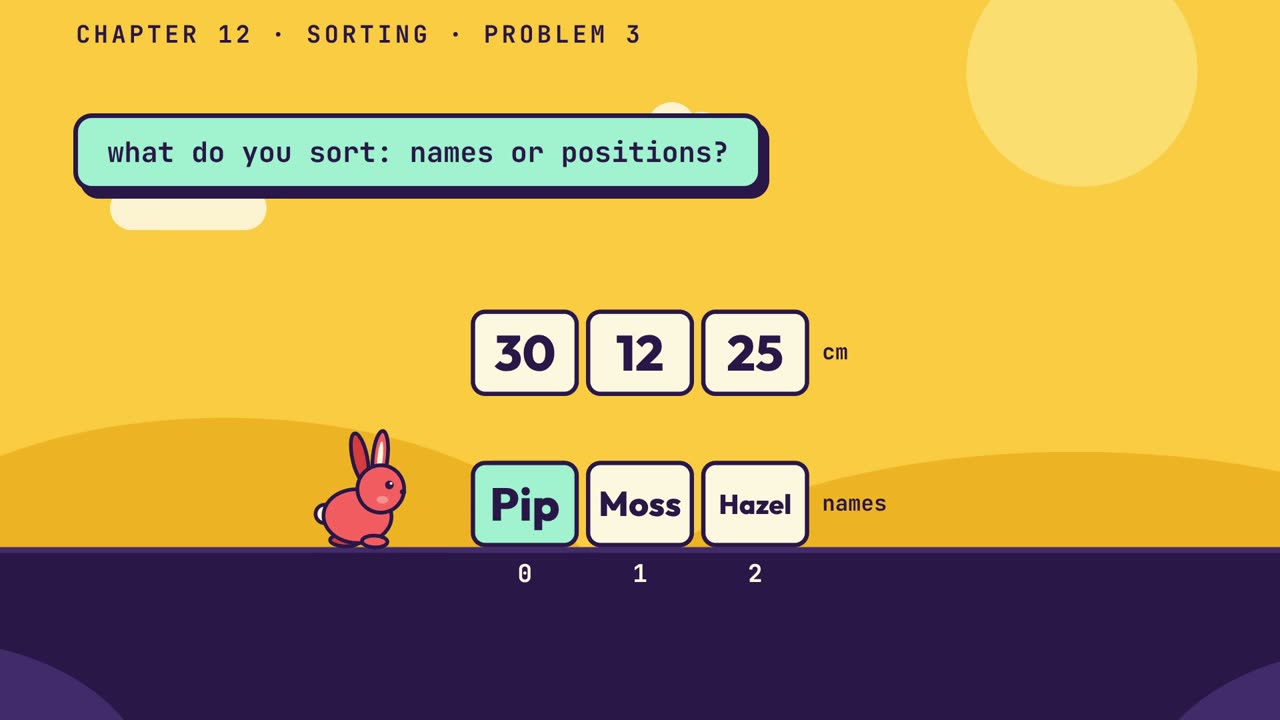 CHAPTER 12 · SORTING · PROBLEM 3
what do you sort: names or positions?
30 12 25 cm
Pip Moss Hazel names
0 1 2